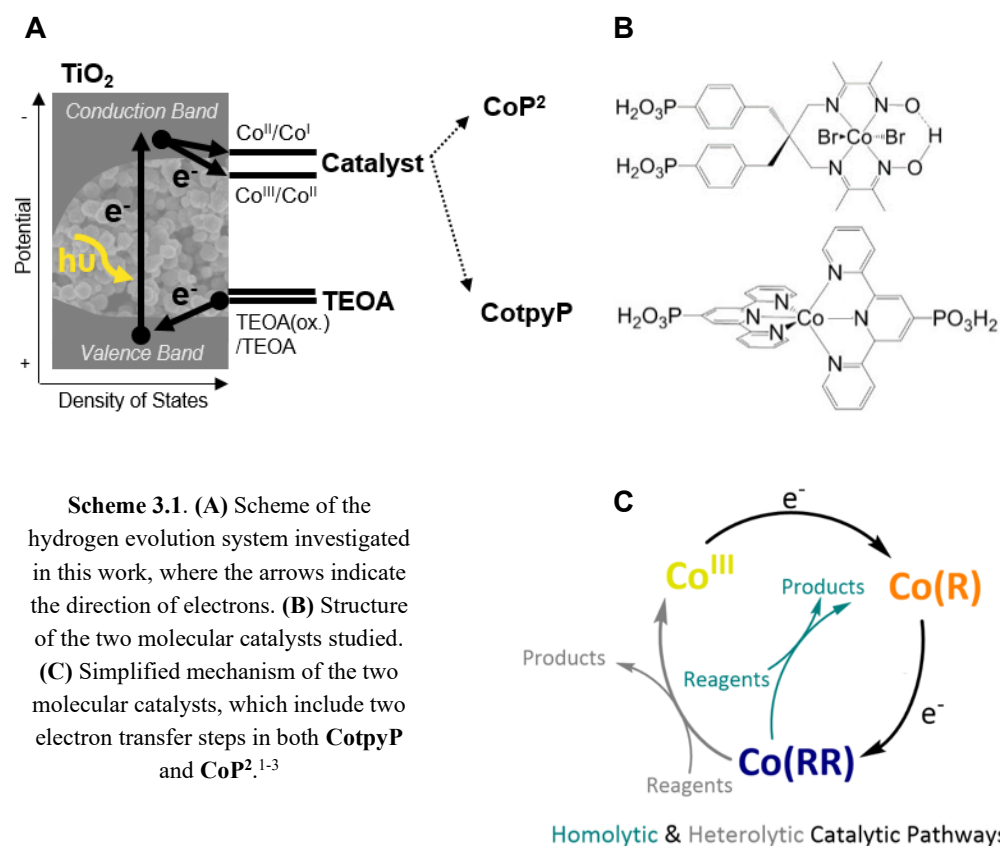 A
TiO2
Conduction Band
-
Potential
+
e-
hυ
e-
e-
Valence Band
Density of States
CoII/CoI
Catalyst
CoIII/CoII
TEOA
TEOA(ox.)
/TEOA
CoP2
CotpyP
B
H2O3P
H2O3P
N
N
O
Br
Co
Br
H
N
N
O
H2O3P
N
N
N
Co
N
N
N
PO3H2
Scheme 3.1. (A) Scheme of the
hydrogen evolution system investigated
in this work, where the arrows indicate
the direction of electrons. (B) Structure
of the two molecular catalysts studied.
(C) Simplified mechanism of the two
molecular catalysts, which include two
electron transfer steps in both CotpyP
and CoP2.1-3
C
e-
CoIII
Products
Co(R)
Products
Reagents
e-
Co(RR)
Reagents
Homolytic & Heterolytic Catalytic Pathways